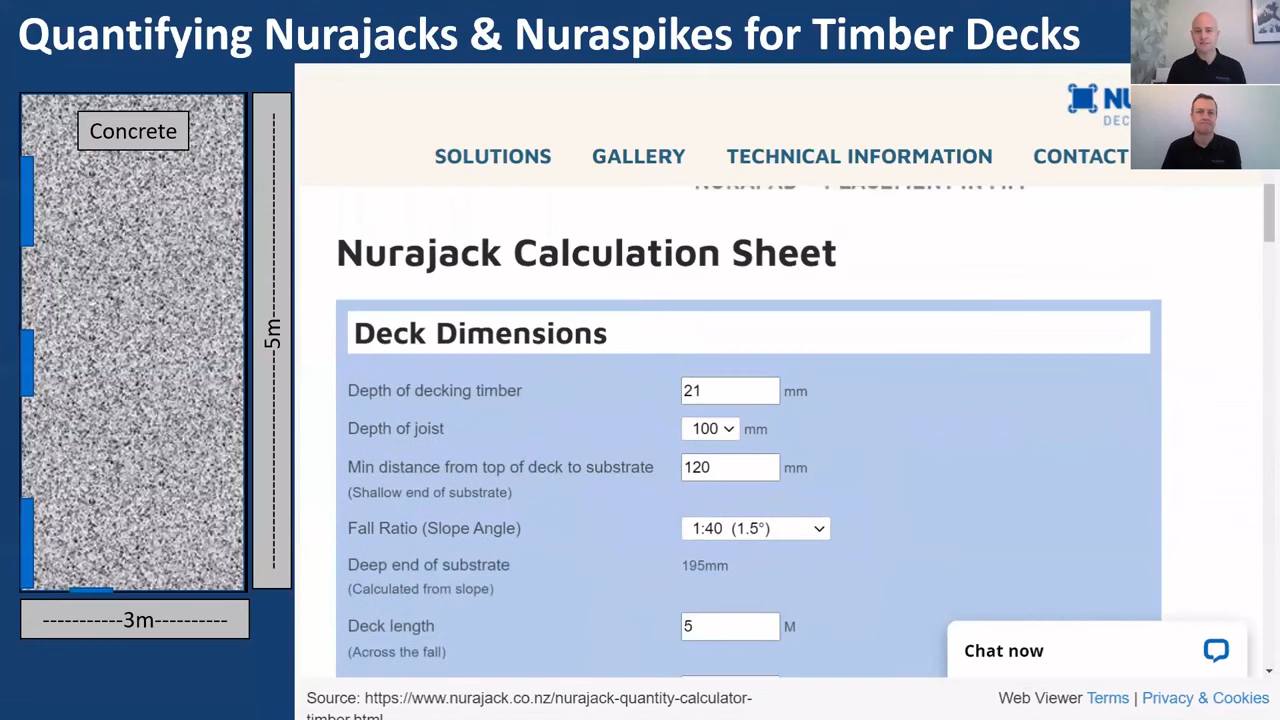 Quantifying Nurajacks & Nuraspikes for Timber Decks
Concrete
5m
3m
NU
DEC
SOLUTIONS GALLERY TECHNICAL INFORMATION CONTACT
Nurajack Calculation Sheet
Deck Dimensions
Depth of decking timber 21 mm
Depth of joist 100 mm
Min distance from top of deck to substrate 120 mm
(Shallow end of substrate)
Fall Ratio (Slope Angle) 1:40 (1.5°)
Deep end of substrate 195mm
(Calculated from slope)
Deck length 5 M
(Across the fall)
Chat now
Source: https://www.nurajack.co.nz/nurajack-quantity-calculator-
timber.html
Web Viewer Terms | Privacy & Cookies